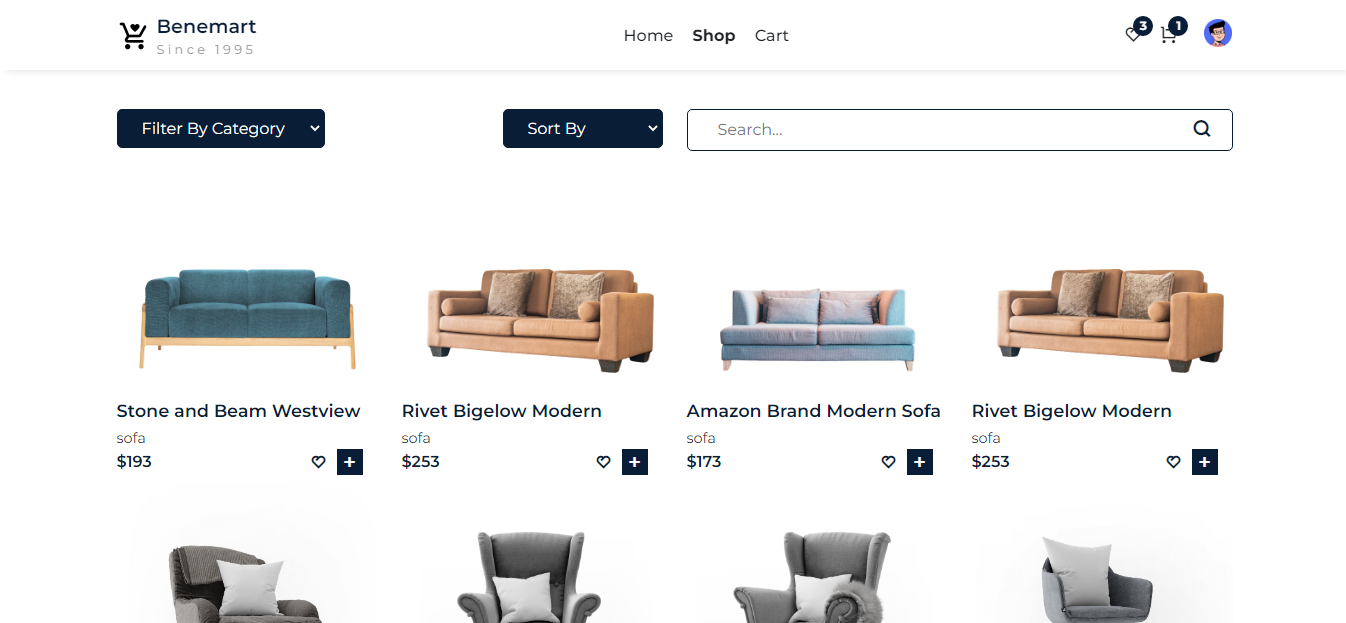 Benemart
Since 1995
Home Shop Cart
3 1
Filter By Category Sort By Search...
Stone and Beam Westview Rivet Bigelow Modern Amazon Brand Modern Sofa Rivet Bigelow Modern
sofa sofa sofa sofa
$193 + $253 + $173 + $253 +